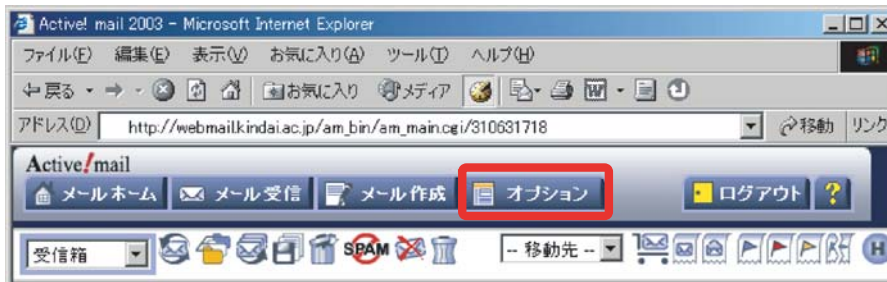 Active! mail 2003 - Microsoft Internet Explorer
ファイル(F) 編集(E) 表示(V) お気に入り(A) ツール(T) ヘルプ(H)
戻る お気に入り メディア W
アドレス(D) http://webmail.kindai.ac.jp/am_bin/am_main.cgi/310631718 移動 リンク
Active!mail
メールホーム メール受信 メール作成 オプション ログアウト ?
受信箱 SPAM -- 移動先 -- H